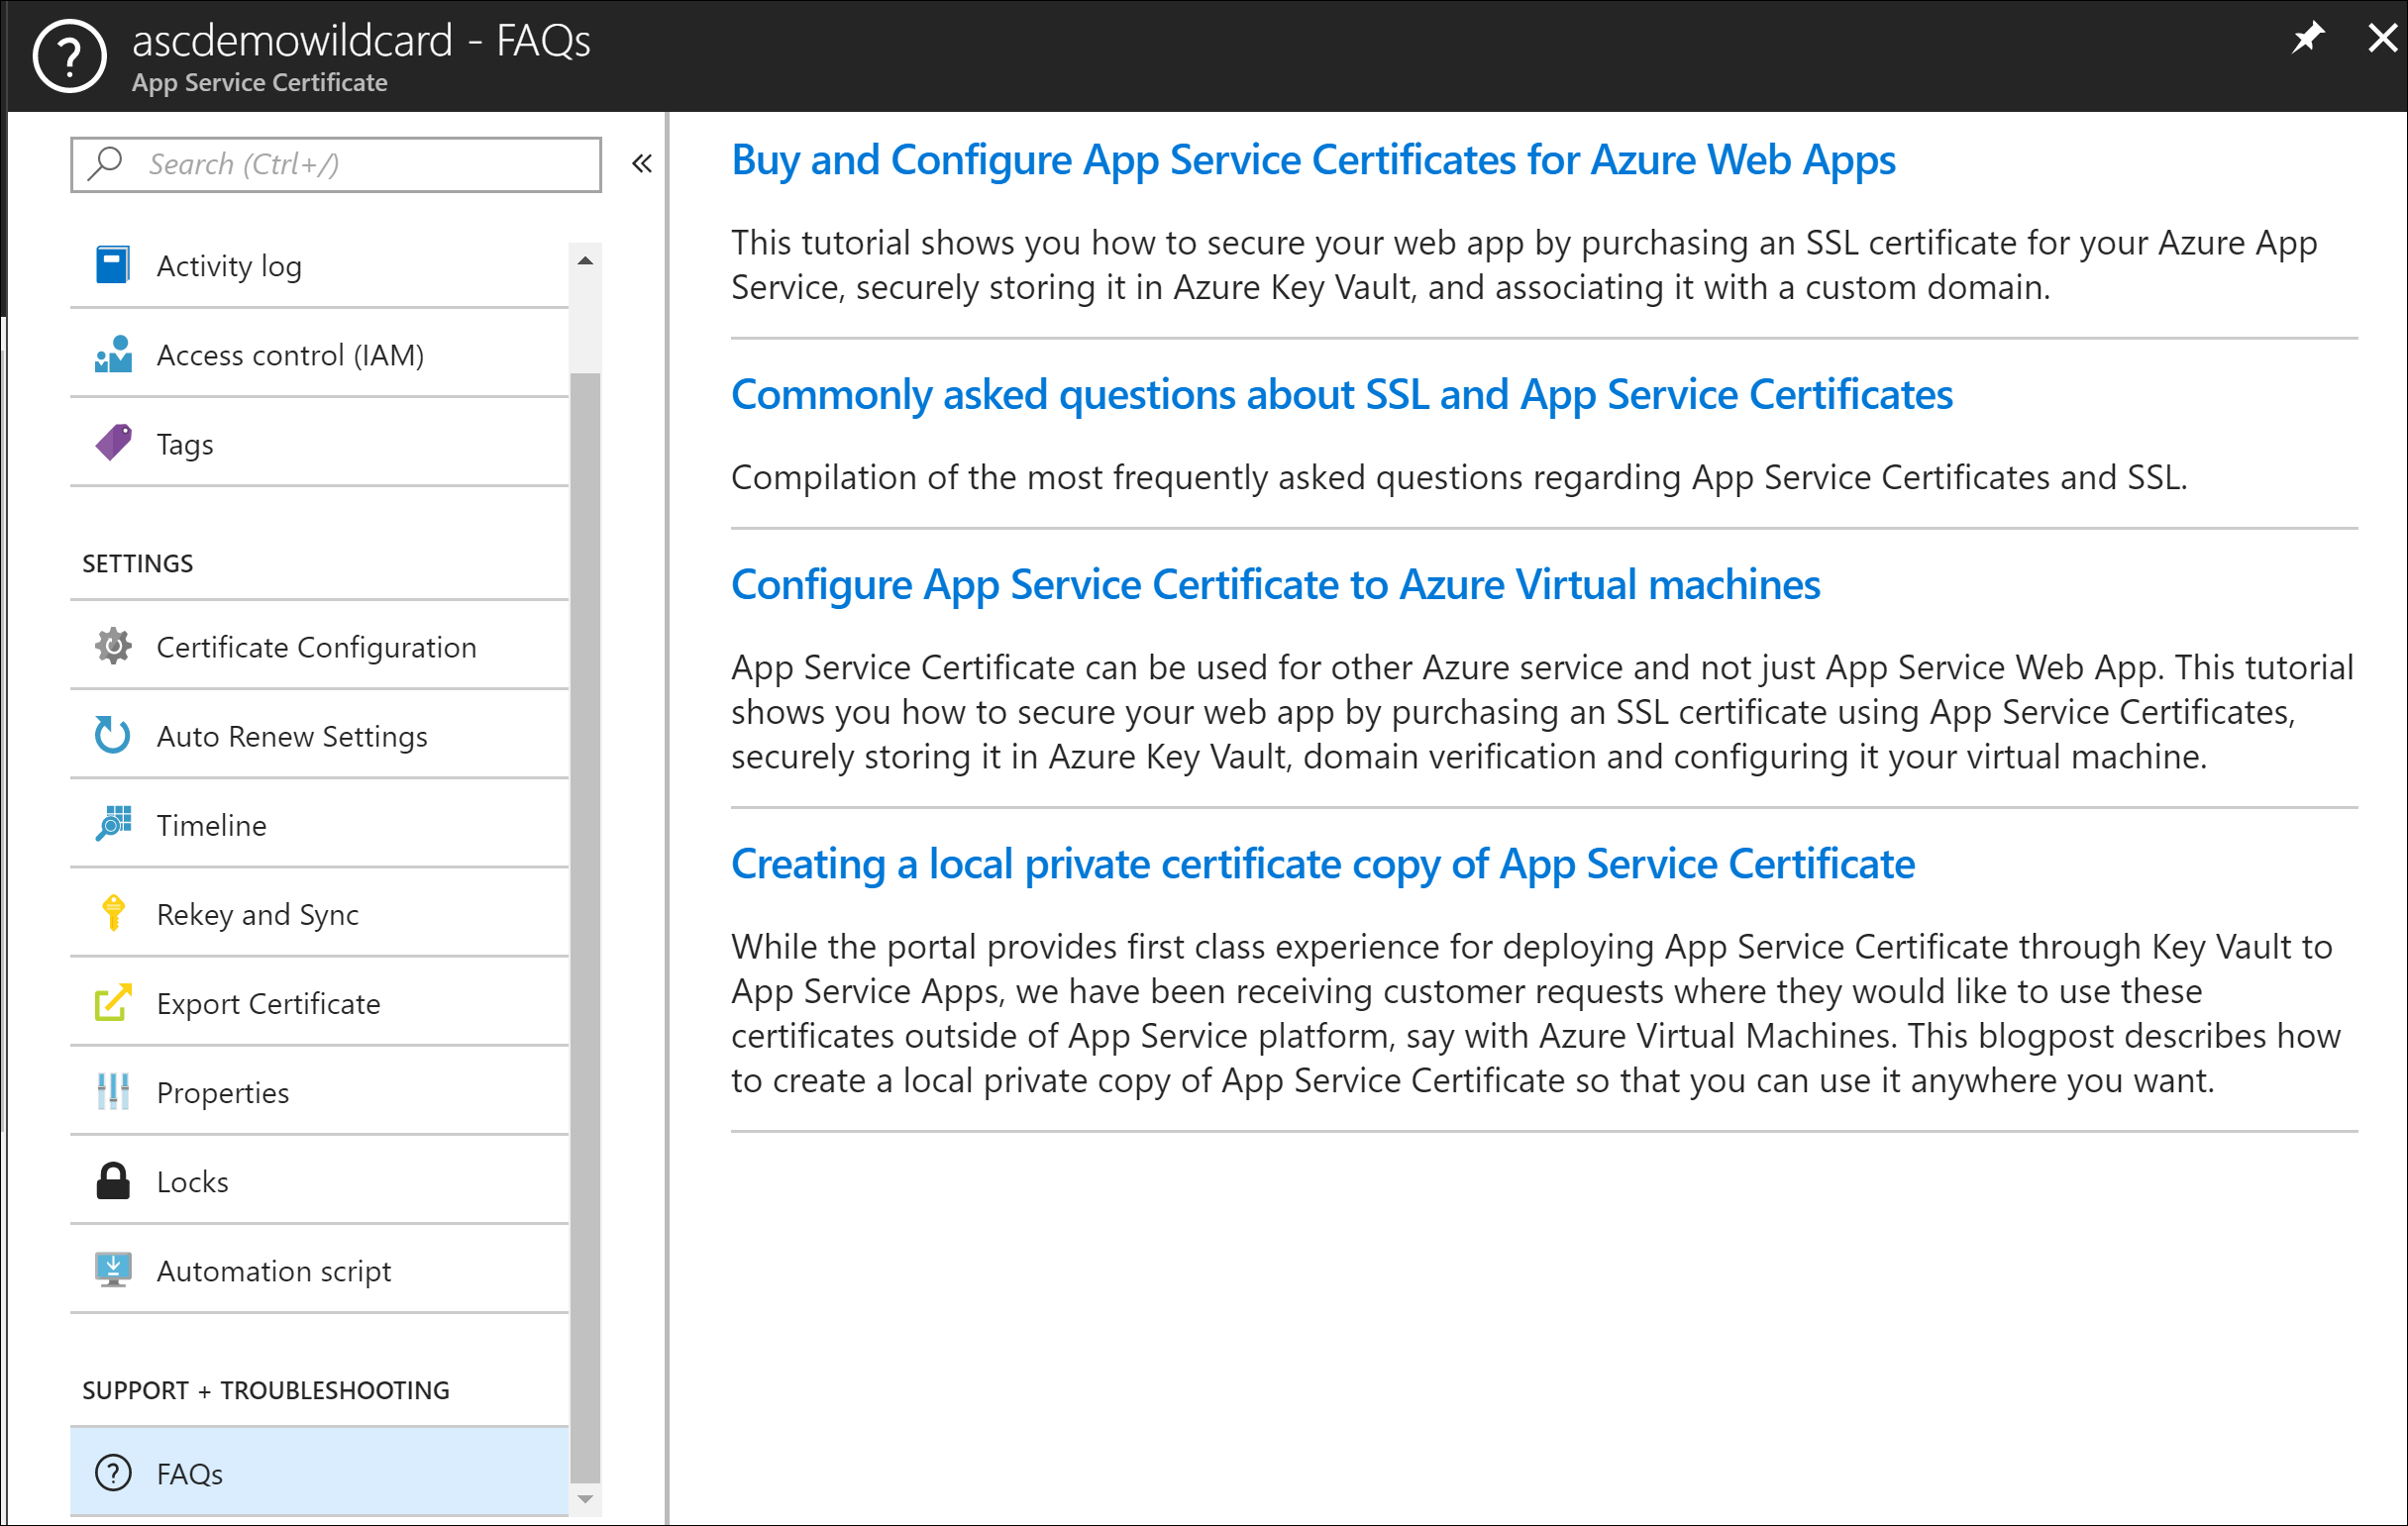 ascdemowildcard - FAQs
App Service Certificate
Search (Ctrl+/)
Activity log
Access control (IAM)
Tags
SETTINGS
Certificate Configuration
Auto Renew Settings
Timeline
Rekey and Sync
Export Certificate
Properties
Locks
Automation script
SUPPORT + TROUBLESHOOTING
FAQs
Buy and Configure App Service Certificates for Azure Web Apps
This tutorial shows you how to secure your web app by purchasing an SSL certificate for your Azure App
Service, securely storing it in Azure Key Vault, and associating it with a custom domain.
Commonly asked questions about SSL and App Service Certificates
Compilation of the most frequently asked questions regarding App Service Certificates and SSL.
Configure App Service Certificate to Azure Virtual machines
App Service Certificate can be used for other Azure service and not just App Service Web App. This tutorial
shows you how to secure your web app by purchasing an SSL certificate using App Service Certificates,
securely storing it in Azure Key Vault, domain verification and configuring it your virtual machine.
Creating a local private certificate copy of App Service Certificate
While the portal provides first class experience for deploying App Service Certificate through Key Vault to
App Service Apps, we have been receiving customer requests where they would like to use these
certificates outside of App Service platform, say with Azure Virtual Machines. This blogpost describes how
to create a local private copy of App Service Certificate so that you can use it anywhere you want.